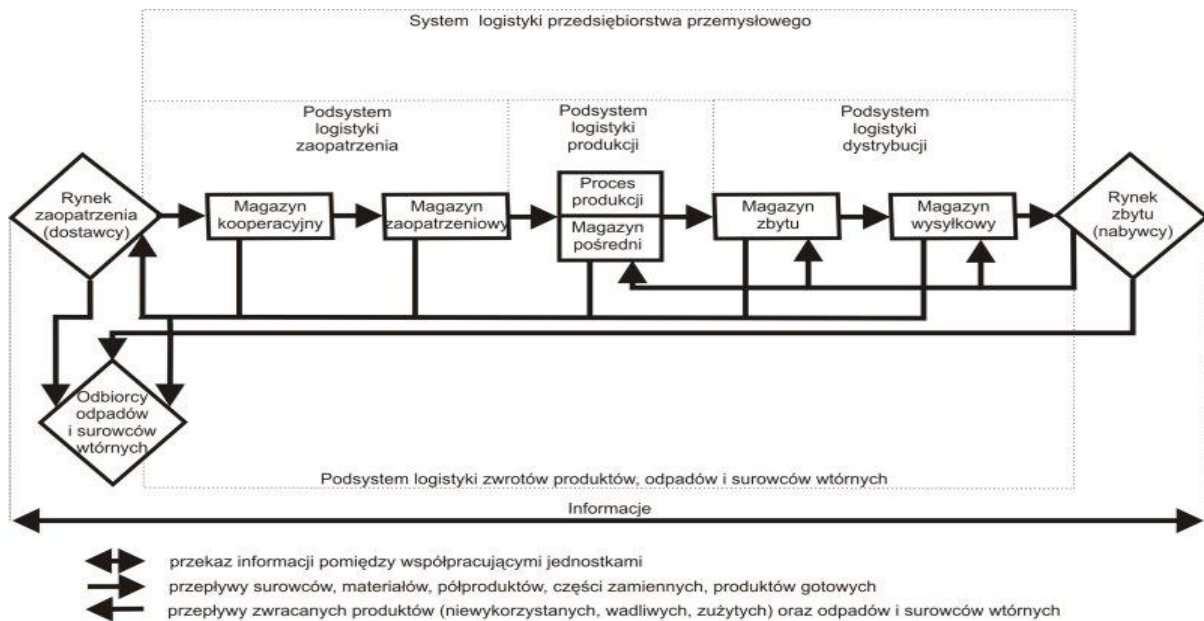 System logistyki przedsiębiorstwa przemysłowego
Podsystem
logistyki
zaopatrzenia
Podsystem
logistyki
produkcji
Podsystem
logistyki
dystrybucji
Rynek
zaopatrzenia
(dostawcy)
Magazyn
kooperacyjny
Magazyn
zaopatrzeniowy
Proces
produkcji
Magazyn
pośredni
Magazyn
zbytu
Magazyn
wysyłkowy
Rynek
zbytu
(nabywcy)
Odbiorcy
odpadów
i surowców
wtórnych
Podsystem logistyki zwrotów produktów, odpadów i surowców wtórnych
Informacje
przekaz informacji pomiędzy współpracującymi jednostkami
przepływy surowców, materiałów, półproduktów, części zamiennych, produktów gotowych
przepływy zwracanych produktów (niewykorzystanych, wadliwych, zużytych) oraz odpadów i surowców wtórnych